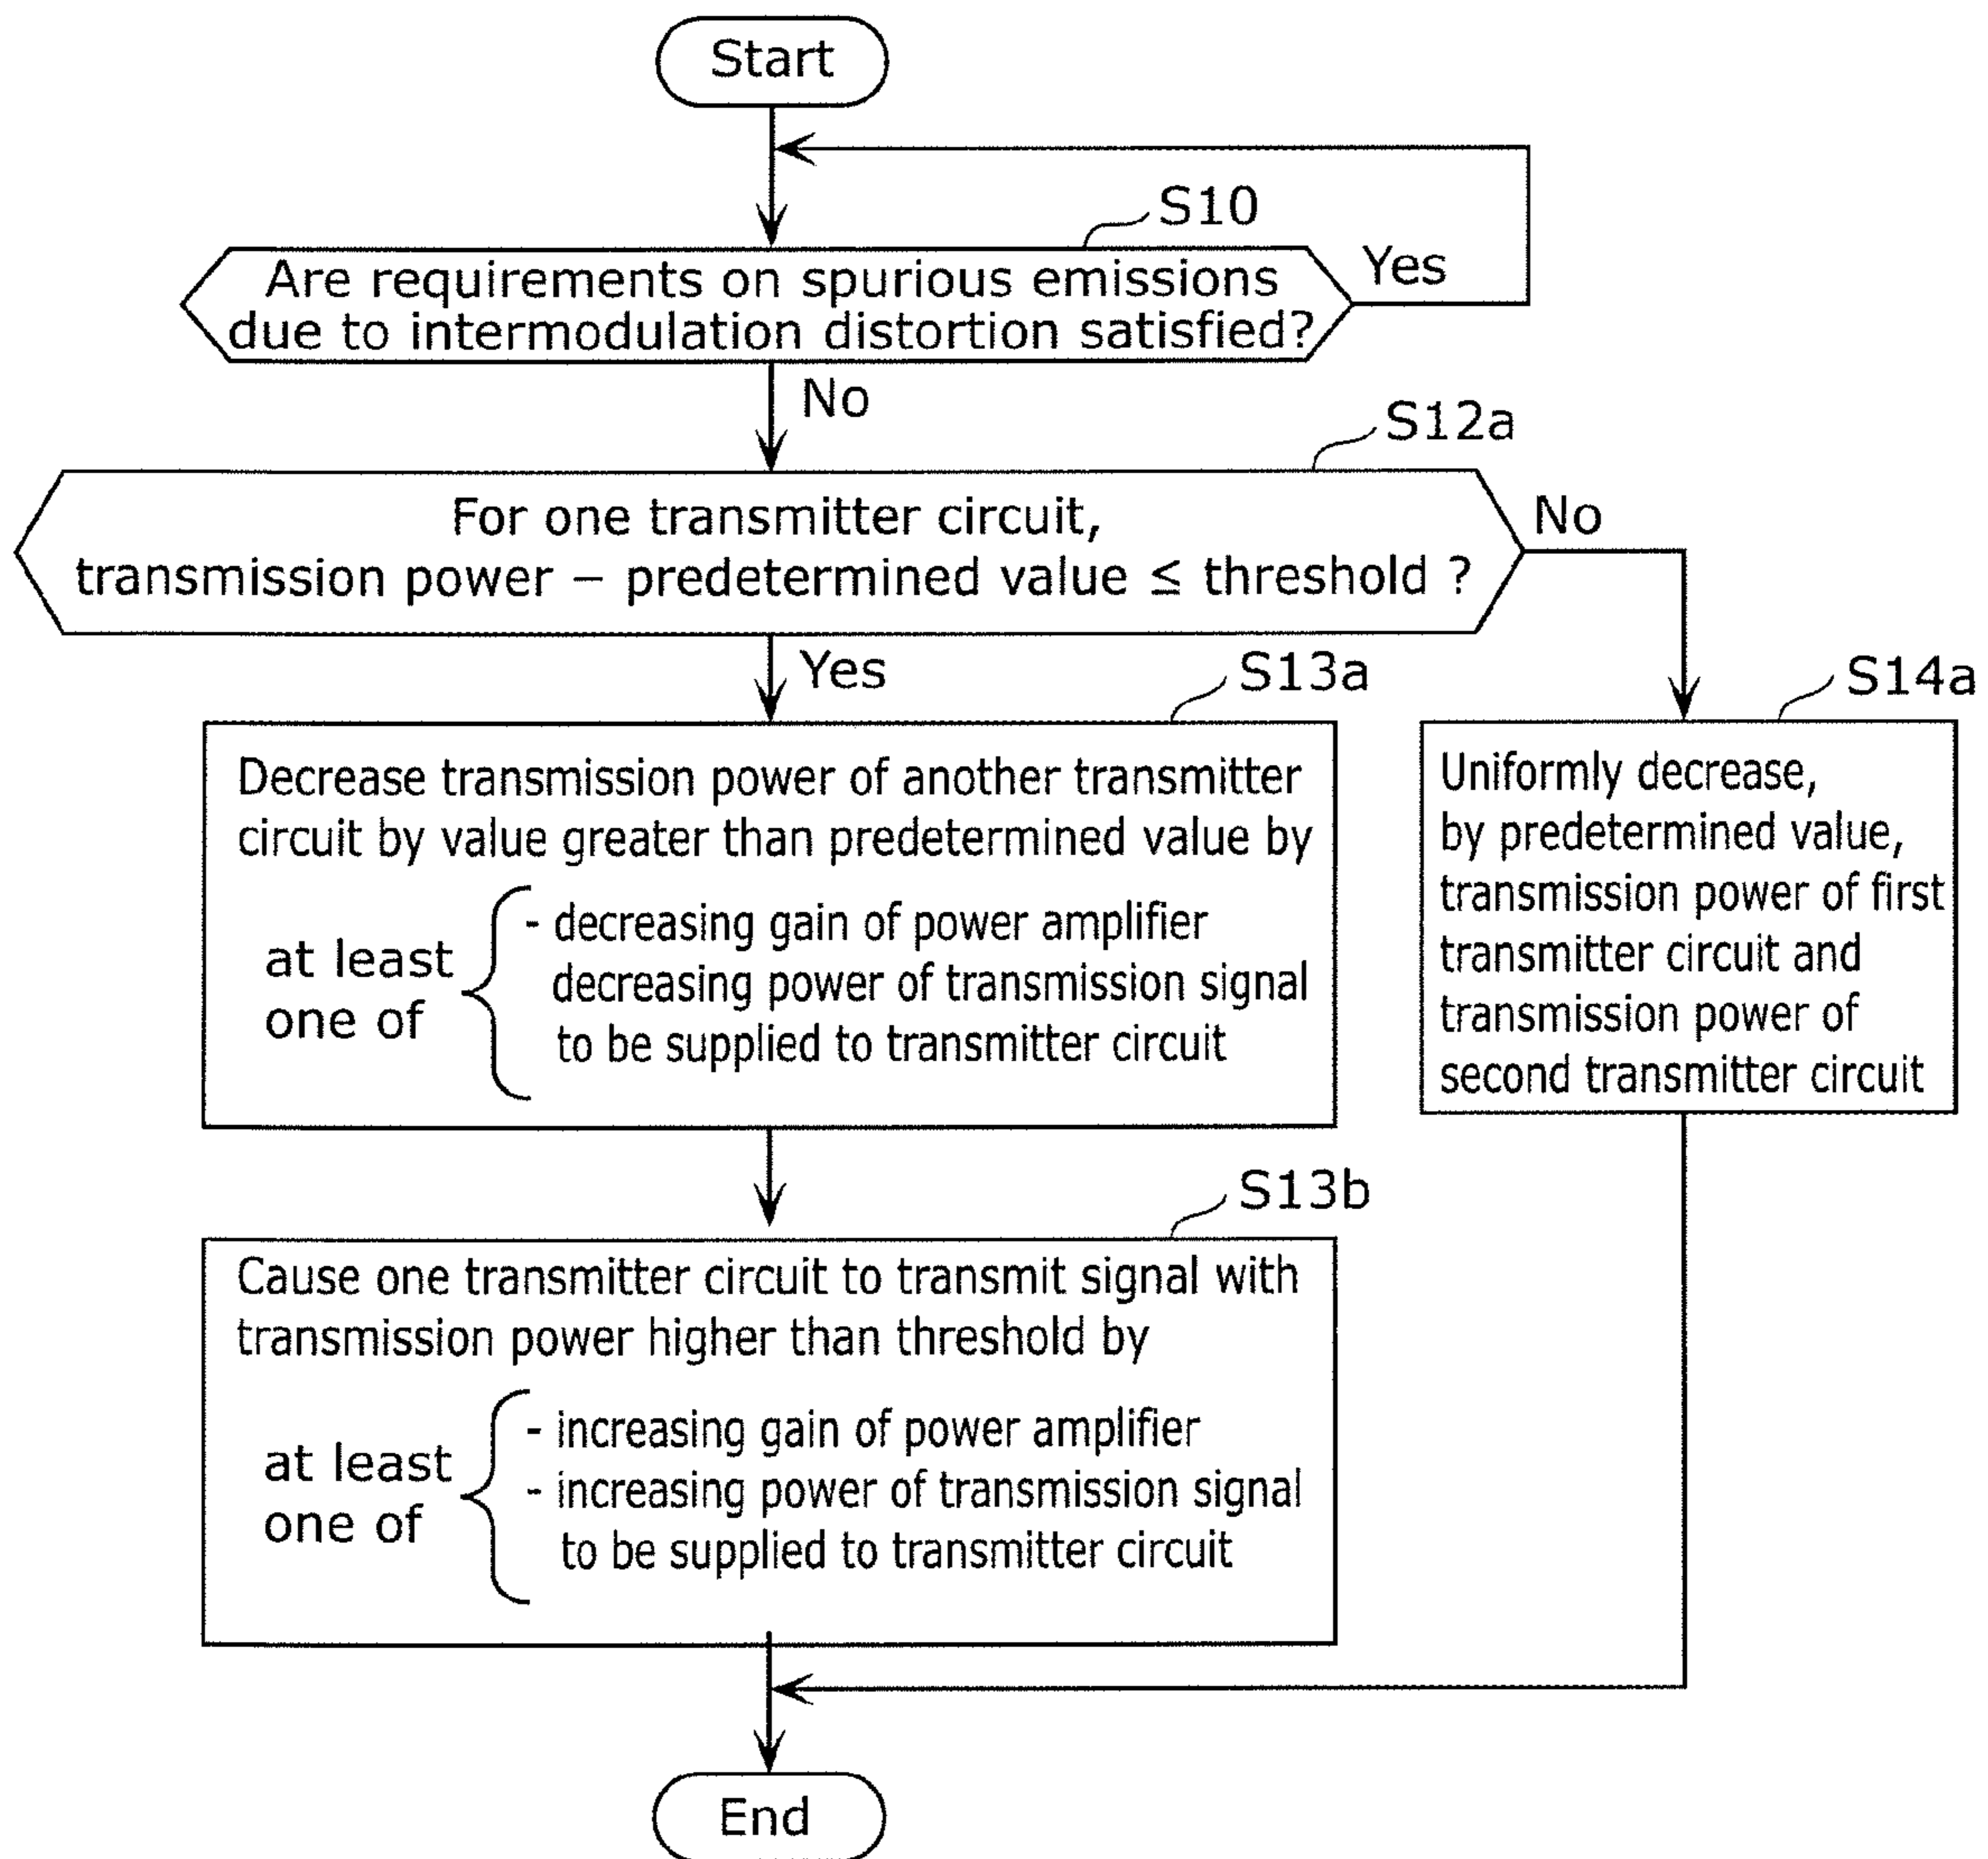 Start
S10
Are requirements on spurious emissions
due to intermodulation distortion satisfied?
Yes
No
S12a
For one transmitter circuit,
transmission power – predetermined value ≤ threshold ?
No
Yes
S13a
Decrease transmission power of another transmitter
circuit by value greater than predetermined value by
at least
one of
- decreasing gain of power amplifier
decreasing power of transmission signal
to be supplied to transmitter circuit
S14a
Uniformly decrease,
by predetermined value,
transmission power of first
transmitter circuit and
transmission power of
second transmitter circuit
S13b
Cause one transmitter circuit to transmit signal with
transmission power higher than threshold by
at least
one of
- increasing gain of power amplifier
- increasing power of transmission signal
to be supplied to transmitter circuit
End